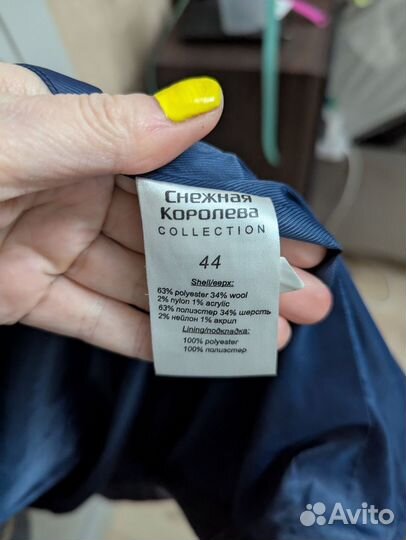 Снежная
Королева
COLLECTION
44
Shell/верх:
63% polyester 34% wool
2% nylon 1% acrylic
63% полиэстер 34% шерсть
2% нейлон 1% акрил
Lining/подкладка:
100% polyester
100% полиэстер
Avito